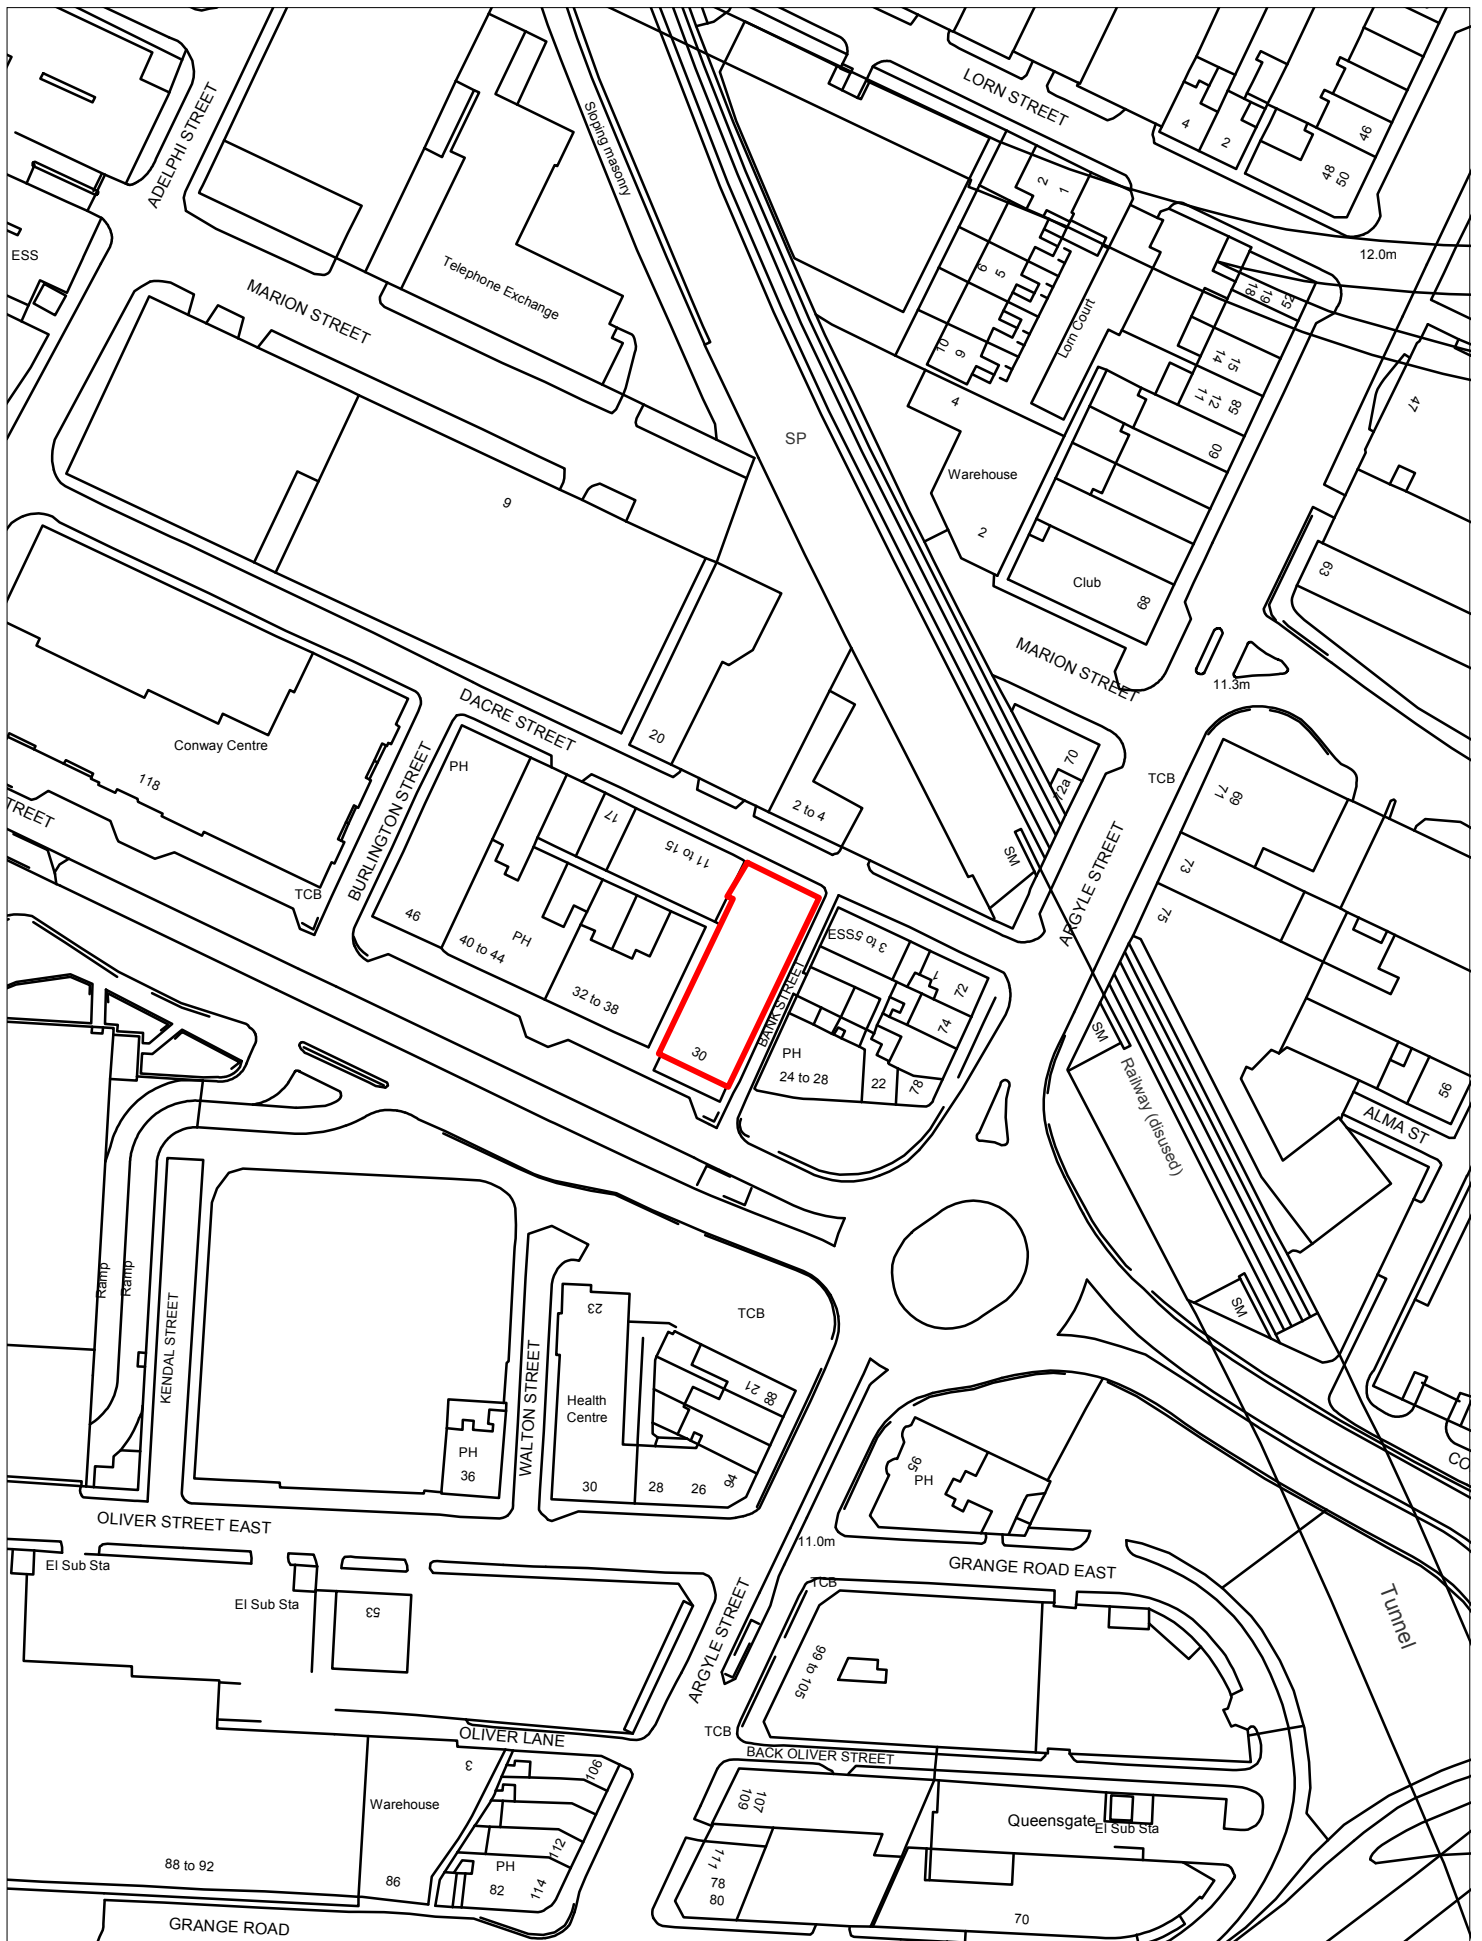 LORN STREET
4
2
46
48
50
ADELPHI STREET
Sloping masonry
2
1
12.0m
ESS
Telephone Exchange
6
5
MARION STREET
18
19
52
Lorn Court
10
9
14
15
11
12
58
4
47
SP
60
9
Warehouse
2
Club
63
68
MARION STREET
11.3m
DACRE STREET
Conway Centre
20
PH
118
BURLINGTON STREET
70
72a
TCB
69
71
TREET
2 to 4
17
11 to 15
SM
ARGYLE STREET
73
TCB
46
PH
40 to 44
75
ESS
3 to 5
1
72
32 to 38
BANK STREET
74
SM
30
PH
24 to 28
22
78
Railway (disused)
56
ALMA ST
Ramp
Ramp
KENDAL STREET
23
TCB
SM
WALTON STREET
21
88
Health
Centre
PH
36
30
28
26
94
95
PH
CO
OLIVER STREET EAST
11.0m
GRANGE ROAD EAST
El Sub Sta
El Sub Sta
53
TCB
Tunnel
ARGYLE STREET
99 to 105
OLIVER LANE
TCB
BACK OLIVER STREET
3
106
Warehouse
107
109
Queensgate
El Sub Sta
112
88 to 92
86
PH
82
114
111
78
80
70
GRANGE ROAD